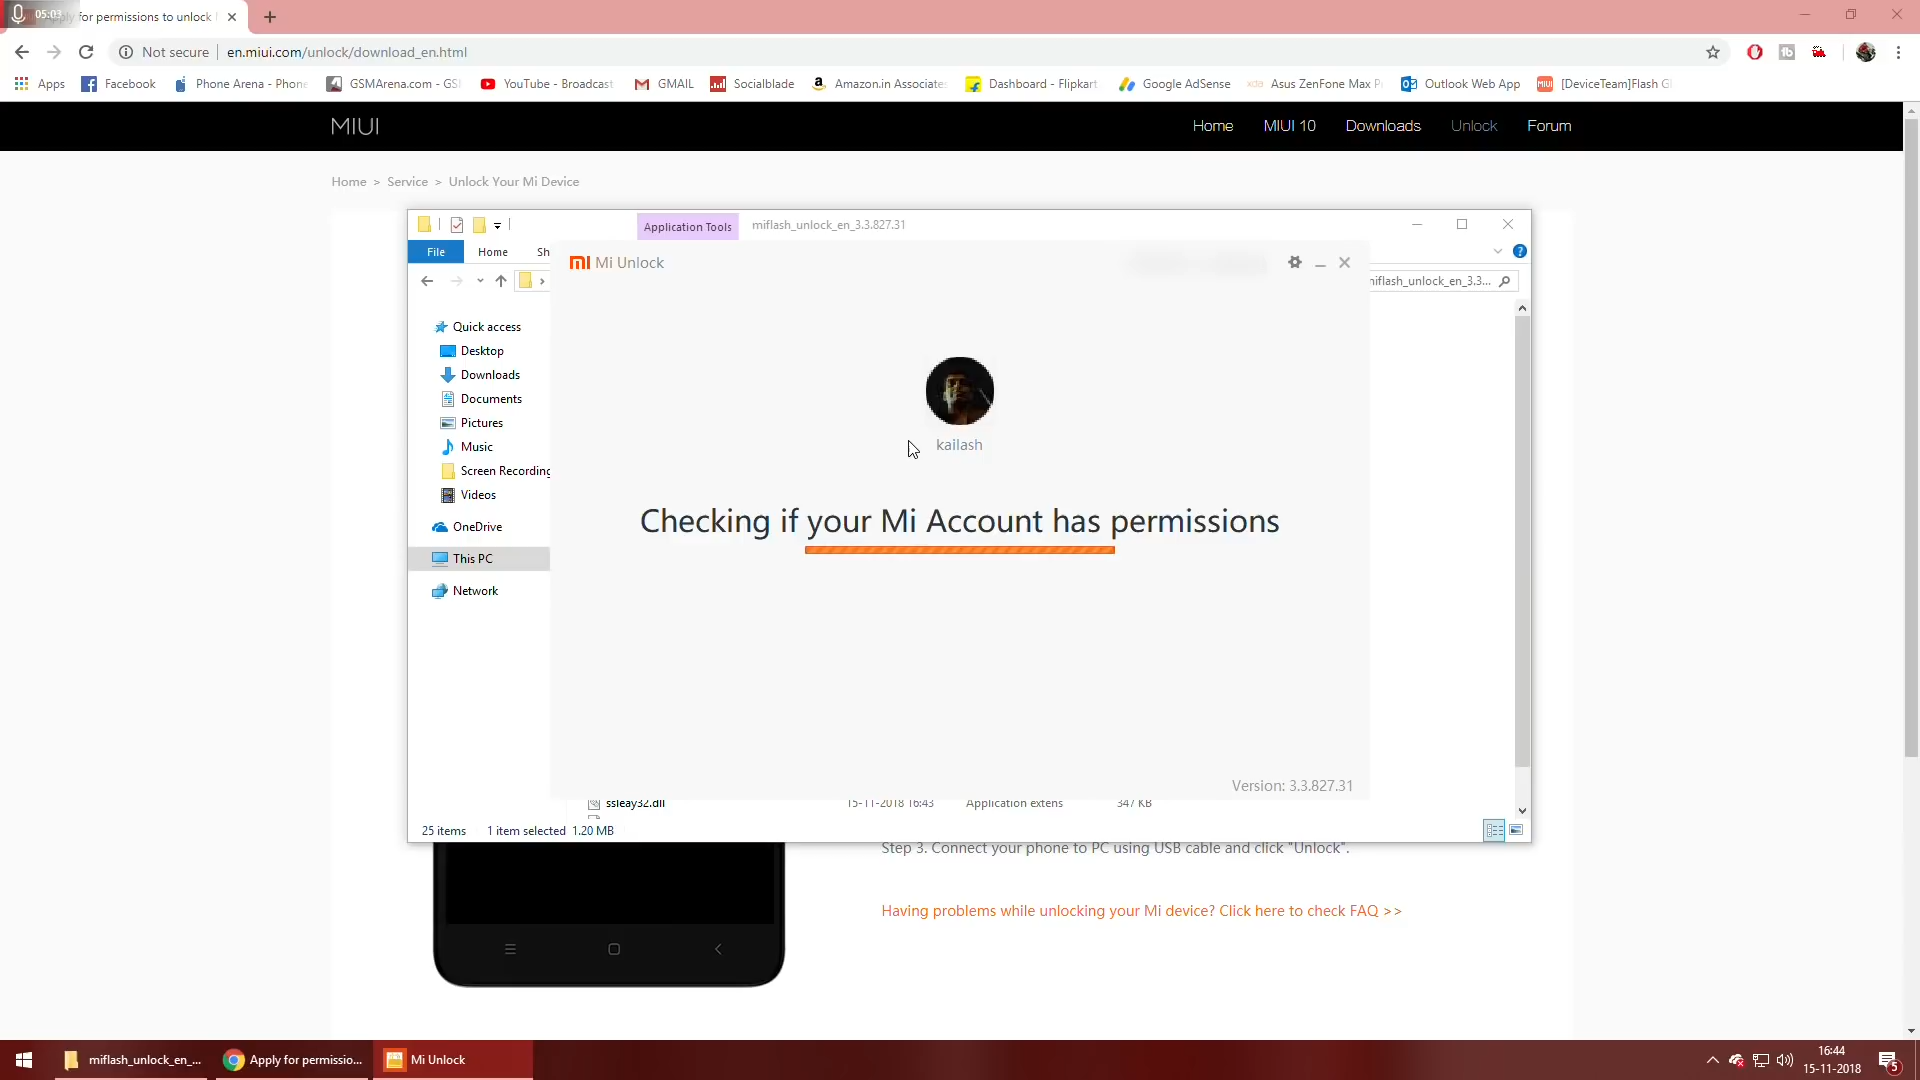 05:03
for permissions to unlock
Not secure
en.miui.com/unlock/download_en.html
Apps
Facebook
Phone Arena - Phon
GSMArena.com - GS
YouTube - Broadcast
GMAIL
Socialblade
Amazon.in Associate
Dashboard - Flipkart
Google AdSense
Asus ZenFone Max P
Outlook Web App
[DeviceTeam]Flash G
MIUI
Home
MIUI 10
Downloads
Unlock
Forum
Home > Service > Unlock Your Mi Device
Application Tools
miflash_unlock_en_3.3.827.31
File
Home
Sh
Mi Unlock
miflash_unlock_en_3.3...
Quick access
Desktop
Downloads
Documents
Pictures
Music
Screen Recording
Videos
OneDrive
This PC
Network
kailash
Checking if your Mi Account has permissions
Version: 3.3.827.31
ssleay32.dll
15-11-2018 16:43
Application extens
347 KB
25 items
1 item selected 1.20 MB
Step 3. Connect your phone to PC using USB cable and click "Unlock".
Having problems while unlocking your Mi device? Click here to check FAQ >>
miflash_unlock_en_...
Apply for permissio...
Mi Unlock
16:44
15-11-2018
5